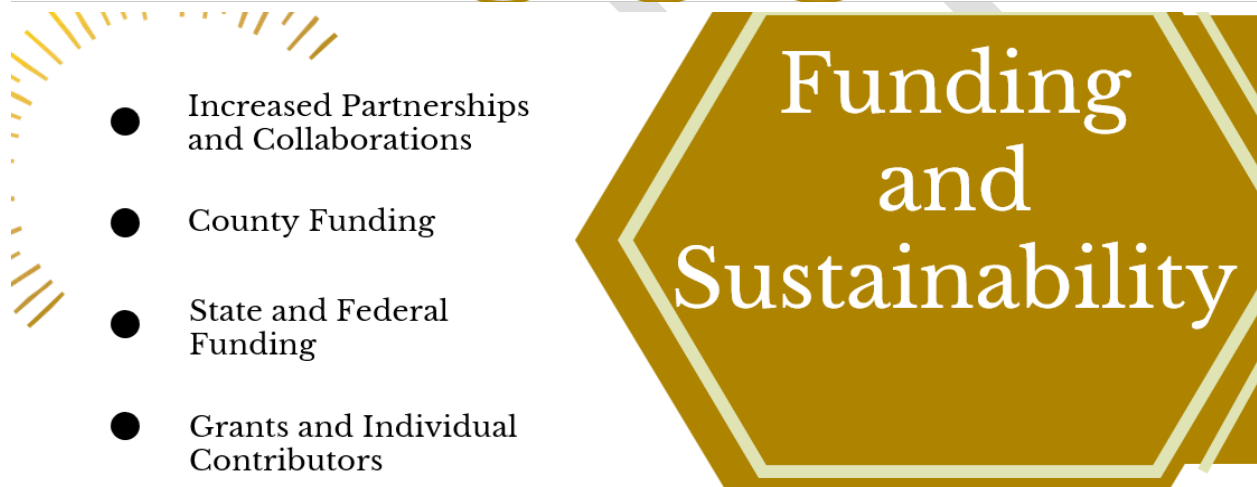 Increased Partnerships
and Collaborations
County Funding
State and Federal
Funding
Grants and Individual
Contributors
Funding
and
Sustainability